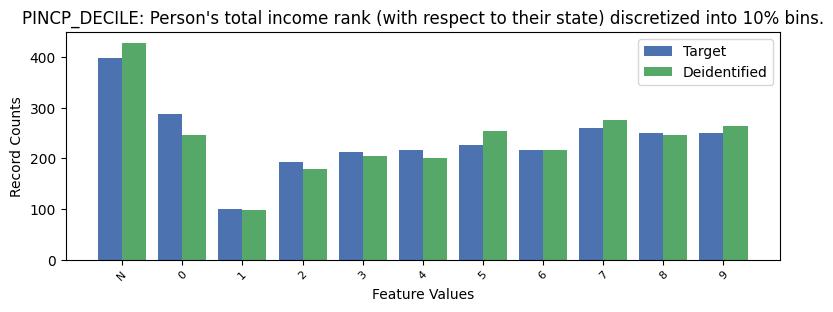 PINCP_DECILE: Person's total income rank (with respect to their state) discretized into 10% bins.
Target
Deidentified
Record Counts
400
300
200
100
0
N 0 1 2 3 4 5 6 7 8 9
Feature Values